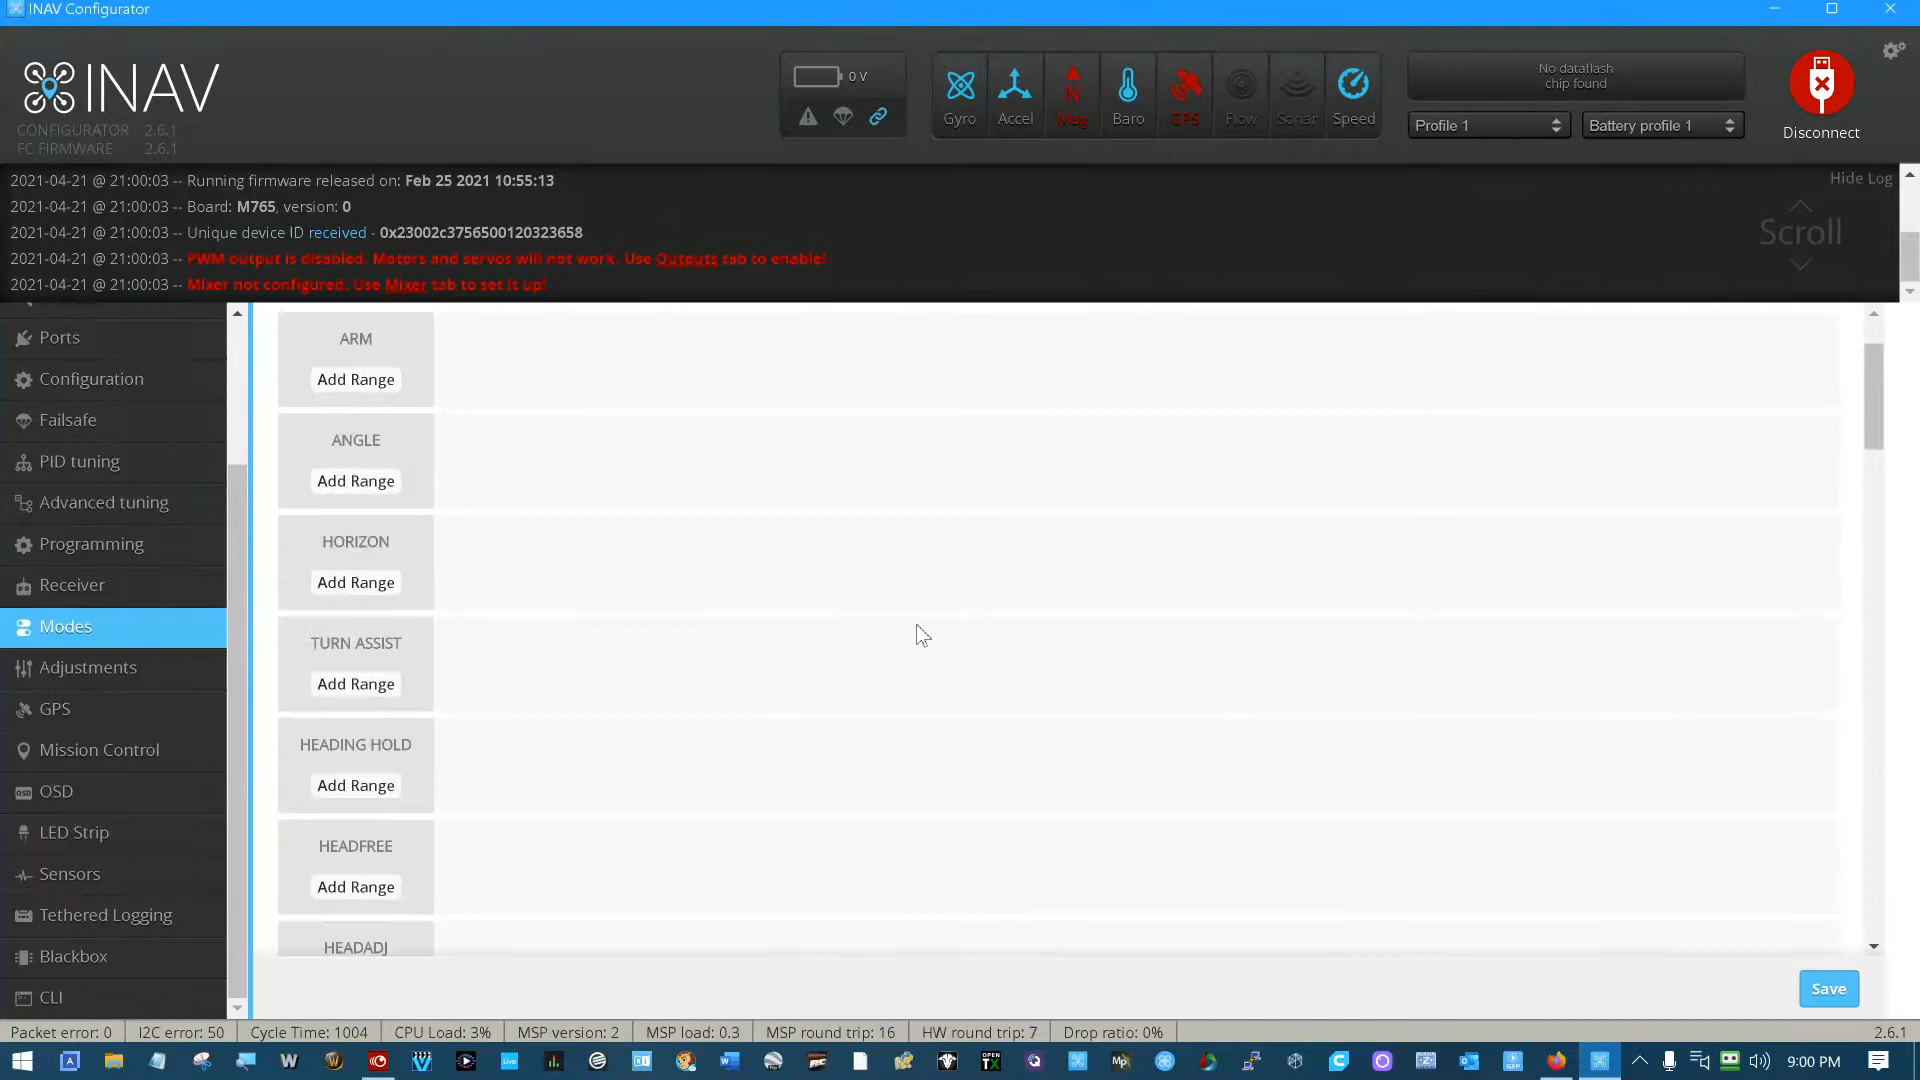 INAV Configurator
INAV
CONFIGURATOR 2.6.1
FC FIRMWARE 2.6.1
0 V
Gyro Accel Mag Baro GPS Flow Sonar Speed
No dataflash
chip found
Profile 1
Battery profile 1
Disconnect
2021-04-21 @ 21:00:03 -- Running firmware released on: Feb 25 2021 10:55:13
2021-04-21 @ 21:00:03 -- Board: M765, version: 0
2021-04-21 @ 21:00:03 -- Unique device ID received - 0x23002c3756500120323658
2021-04-21 @ 21:00:03 -- PWM output is disabled. Motors and servos will not work. Use Outputs tab to enable!
2021-04-21 @ 21:00:03 -- Mixer not configured. Use Mixer tab to set it up!
Hide Log
Scroll
Ports
Configuration
Failsafe
PID tuning
Advanced tuning
Programming
Receiver
Modes
Adjustments
GPS
Mission Control
OSD
LED Strip
Sensors
Tethered Logging
Blackbox
CLI
ARM
Add Range
ANGLE
Add Range
HORIZON
Add Range
TURN ASSIST
Add Range
HEADING HOLD
Add Range
HEADFREE
Add Range
HEADADJ
Save
Packet error: 0 I2C error: 50 Cycle Time: 1004 CPU Load: 3% MSP version: 2 MSP load: 0.3 MSP round trip: 16 HW round trip: 7 Drop ratio: 0% 2.6.1
9:00 PM